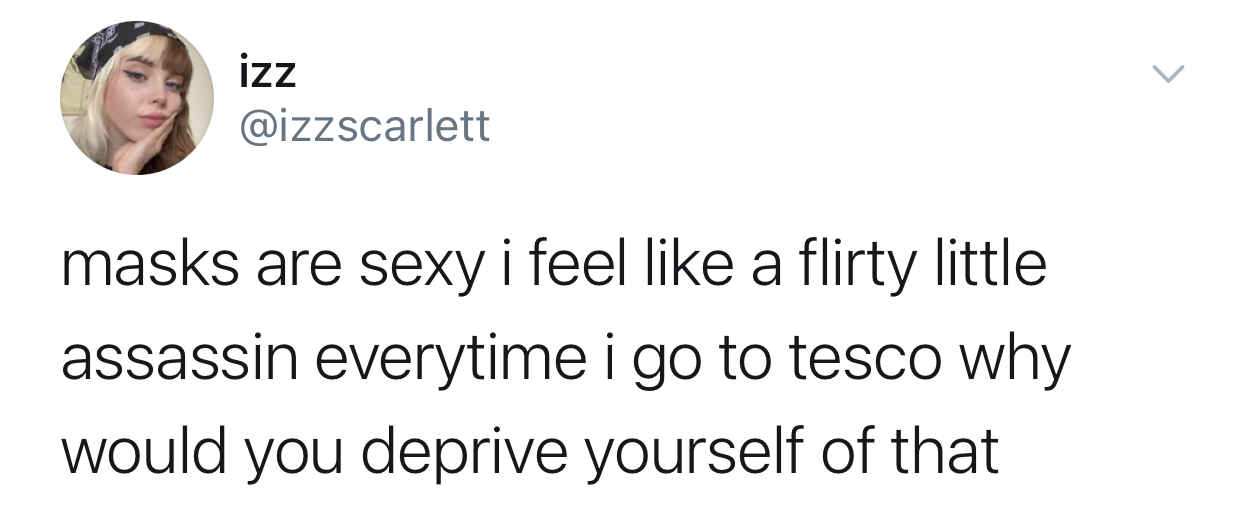 izz
@izzscarlett
masks are sexy i feel like a flirty little
assassin everytime i go to tesco why
would you deprive yourself of that